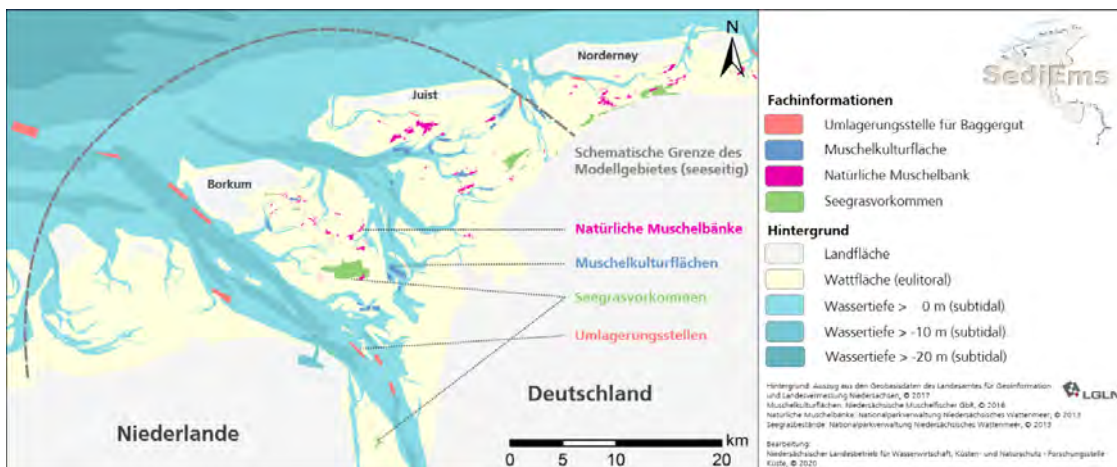 Norderney
N
Juist
Borkum
Schematische Grenze des
Modellgebietes (seeseitig)
Natürliche Muschelbänke
Muschelkulturflächen
Seegrasvorkommen
Umlagerungsstellen
Deutschland
Niederlande
km
0 5 10 20
SediEms
Fachinformationen
Umlagerungsstelle für Baggergut
Muschelkulturfläche
Natürliche Muschelbank
Seegrasvorkommen
Hintergrund
Landfläche
Wattfläche (eulitoral)
Wassertiefe > 0 m (subtidal)
Wassertiefe > -10 m (subtidal)
Wassertiefe > -20 m (subtidal)
Hintergrund: Auszug aus den Geobasisdaten des Landesamtes für Geoinformation
und Landesvermessung Niedersachsen, © 2017
Muschelkulturflächen: Niedersächsische Muschelfischer GbR, © 2016
Natürliche Muschelbänke: Nationalparkverwaltung Niedersächsisches Wattenmeer, © 2013
Seegrasbestände: Nationalparkverwaltung Niedersächsisches Wattenmeer, © 2013
LGLN
Bearbeitung:
Niedersächsischer Landesbetrieb für Wasserwirtschaft, Küsten- und Naturschutz - Forschungsstelle
Küste, © 2020